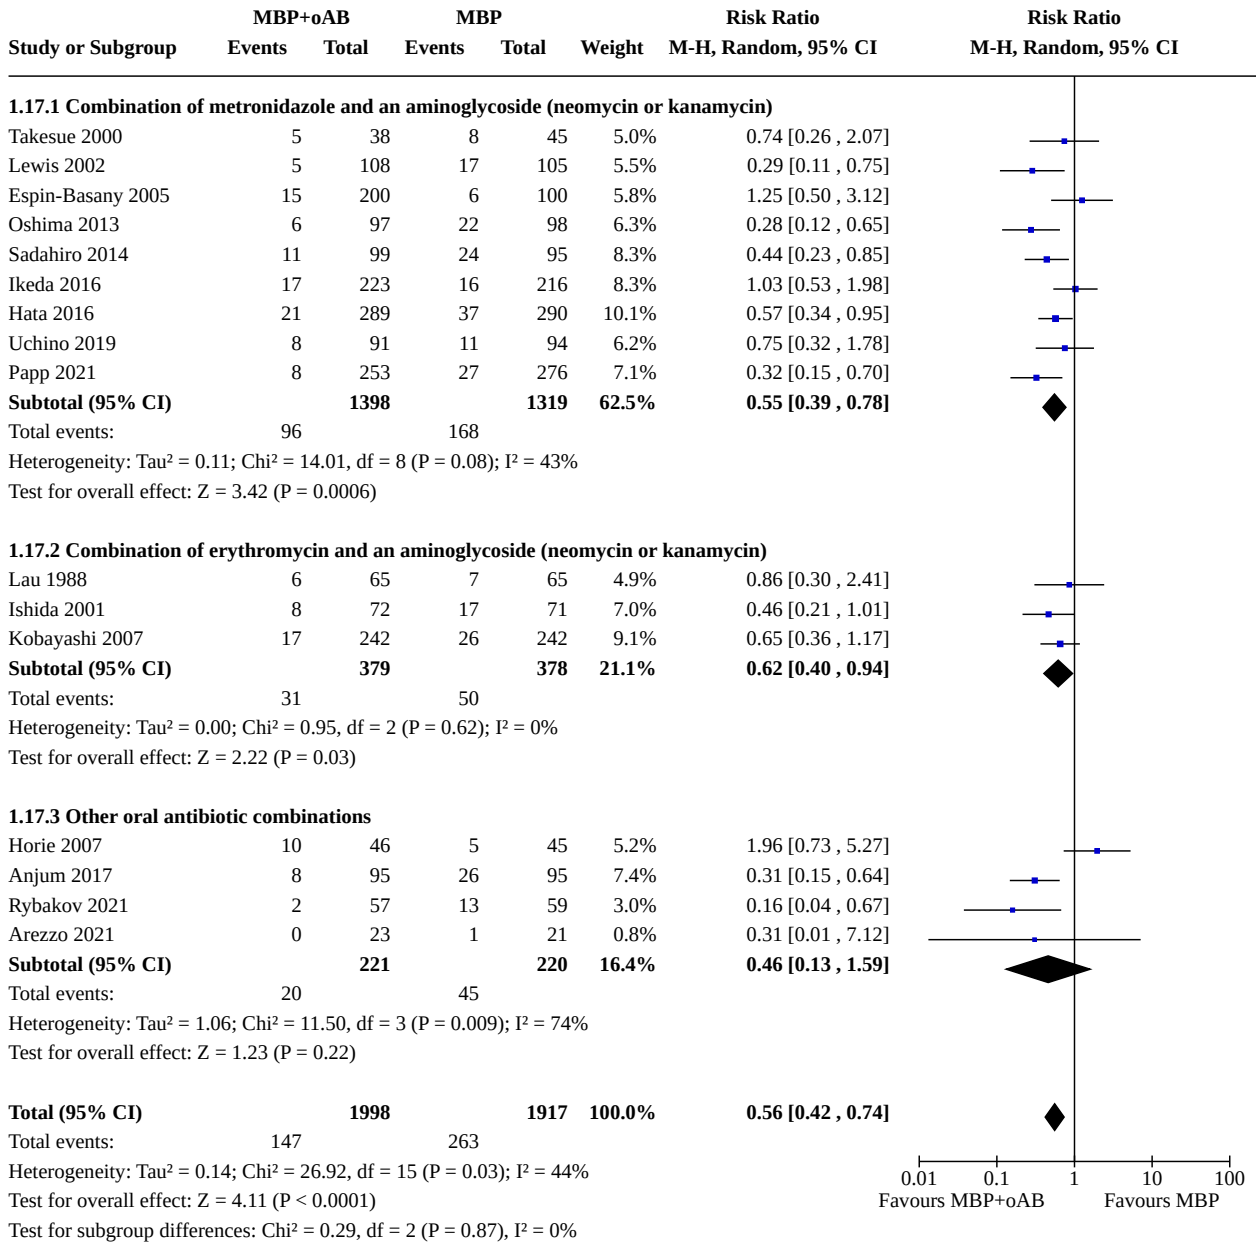 MBP+oAB MBP Risk Ratio Risk Ratio
Study or Subgroup Events Total Events Total Weight M-H, Random, 95% CI M-H, Random, 95% CI
1.17.1 Combination of metronidazole and an aminoglycoside (neomycin or kanamycin)
Takesue 2000 5 38 8 45 5.0% 0.74 [0.26 , 2.07]
Lewis 2002 5 108 17 105 5.5% 0.29 [0.11 , 0.75]
Espin-Basany 2005 15 200 6 100 5.8% 1.25 [0.50 , 3.12]
Oshima 2013 6 97 22 98 6.3% 0.28 [0.12 , 0.65]
Sadahiro 2014 11 99 24 95 8.3% 0.44 [0.23 , 0.85]
Ikeda 2016 17 223 16 216 8.3% 1.03 [0.53 , 1.98]
Hata 2016 21 289 37 290 10.1% 0.57 [0.34 , 0.95]
Uchino 2019 8 91 11 94 6.2% 0.75 [0.32 , 1.78]
Papp 2021 8 253 27 276 7.1% 0.32 [0.15 , 0.70]
Subtotal (95% CI) 1398 1319 62.5% 0.55 [0.39 , 0.78]
Total events: 96 168
Heterogeneity: Tau² = 0.11; Chi² = 14.01, df = 8 (P = 0.08); I² = 43%
Test for overall effect: Z = 3.42 (P = 0.0006)
1.17.2 Combination of erythromycin and an aminoglycoside (neomycin or kanamycin)
Lau 1988 6 65 7 65 4.9% 0.86 [0.30 , 2.41]
Ishida 2001 8 72 17 71 7.0% 0.46 [0.21 , 1.01]
Kobayashi 2007 17 242 26 242 9.1% 0.65 [0.36 , 1.17]
Subtotal (95% CI) 379 378 21.1% 0.62 [0.40 , 0.94]
Total events: 31 50
Heterogeneity: Tau² = 0.00; Chi² = 0.95, df = 2 (P = 0.62); I² = 0%
Test for overall effect: Z = 2.22 (P = 0.03)
1.17.3 Other oral antibiotic combinations
Horie 2007 10 46 5 45 5.2% 1.96 [0.73 , 5.27]
Anjum 2017 8 95 26 95 7.4% 0.31 [0.15 , 0.64]
Rybakov 2021 2 57 13 59 3.0% 0.16 [0.04 , 0.67]
Arezzo 2021 0 23 1 21 0.8% 0.31 [0.01 , 7.12]
Subtotal (95% CI) 221 220 16.4% 0.46 [0.13 , 1.59]
Total events: 20 45
Heterogeneity: Tau² = 1.06; Chi² = 11.50, df = 3 (P = 0.009); I² = 74%
Test for overall effect: Z = 1.23 (P = 0.22)
Total (95% CI) 1998 1917 100.0% 0.56 [0.42 , 0.74]
Total events: 147 263
Heterogeneity: Tau² = 0.14; Chi² = 26.92, df = 15 (P = 0.03); I² = 44%
0.01 0.1 1 10 100
Test for overall effect: Z = 4.11 (P < 0.0001) Favours MBP+oAB Favours MBP
Test for subgroup differences: Chi² = 0.29, df = 2 (P = 0.87), I² = 0%